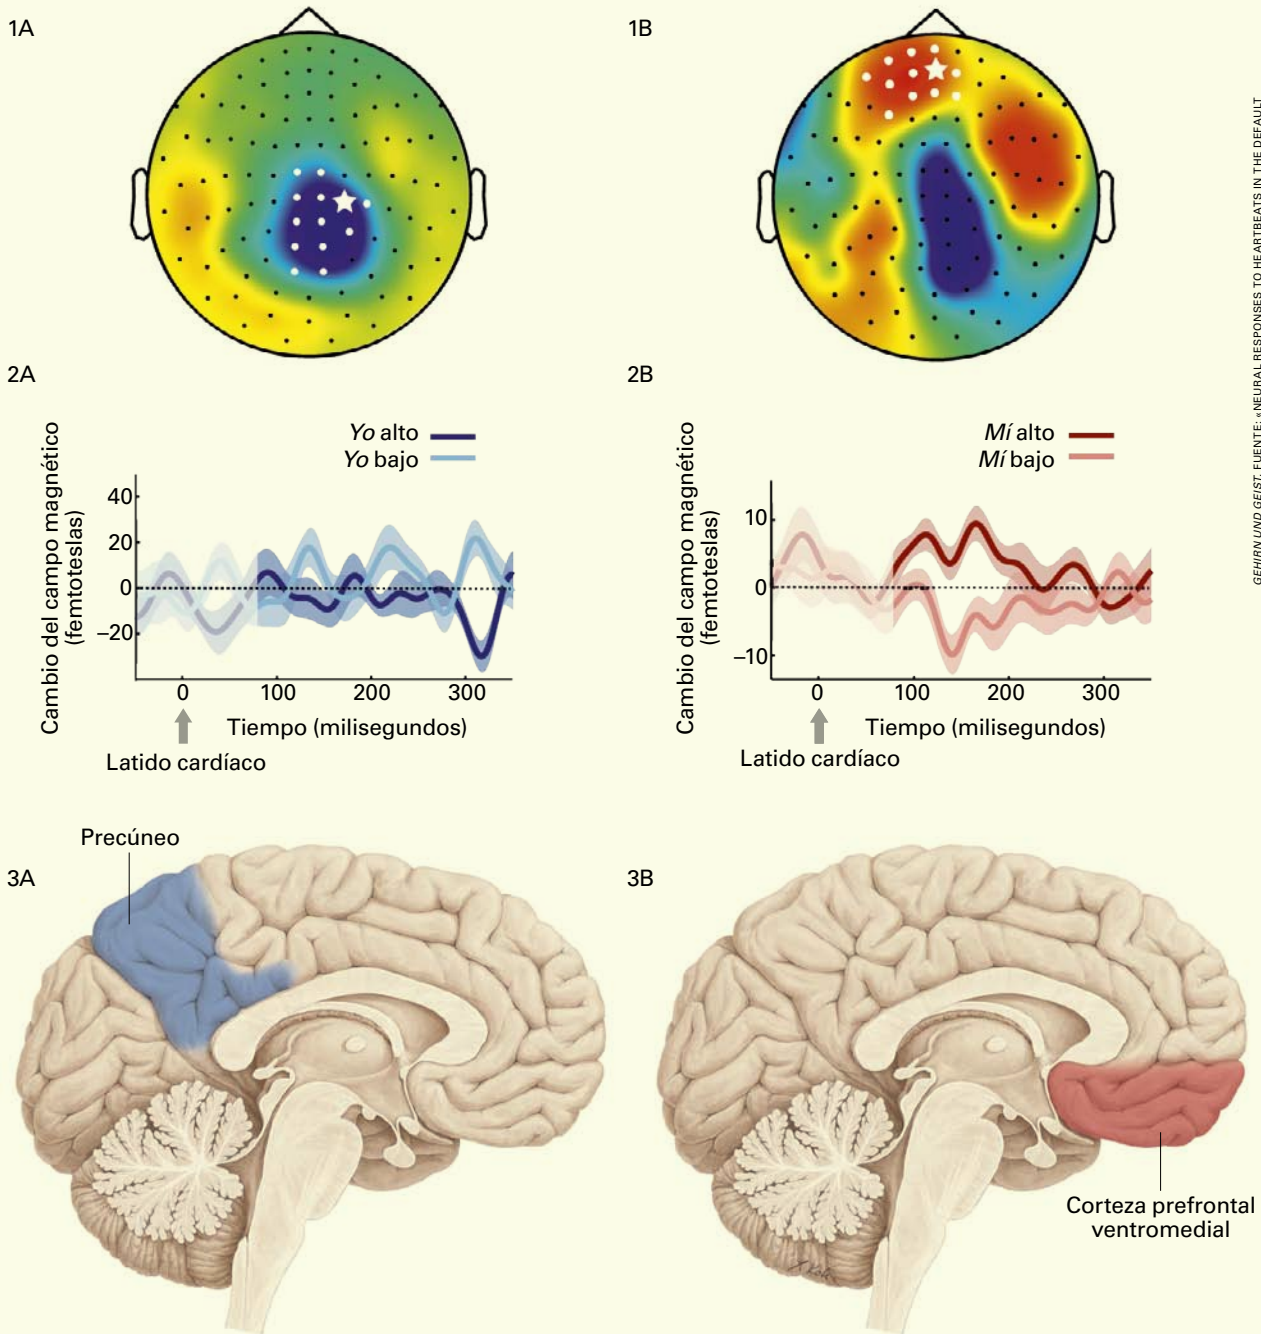 1A
1B
2A
Cambio del campo magnético
(femtoteslas)
Yo alto
Yo bajo
40
20
0
−20
0
100
200
300
Tiempo (milisegundos)
Latido cardíaco
2B
Cambio del campo magnético
(femtoteslas)
Mí alto
Mí bajo
10
0
−10
0
100
200
300
Tiempo (milisegundos)
Latido cardíaco
3A
Precúneo
3B
Corteza prefrontal
ventromedial
GEHIRN UND GEIST. FUENTE: «NEURAL RESPONSES TO HEARTBEATS IN THE DEFAULT